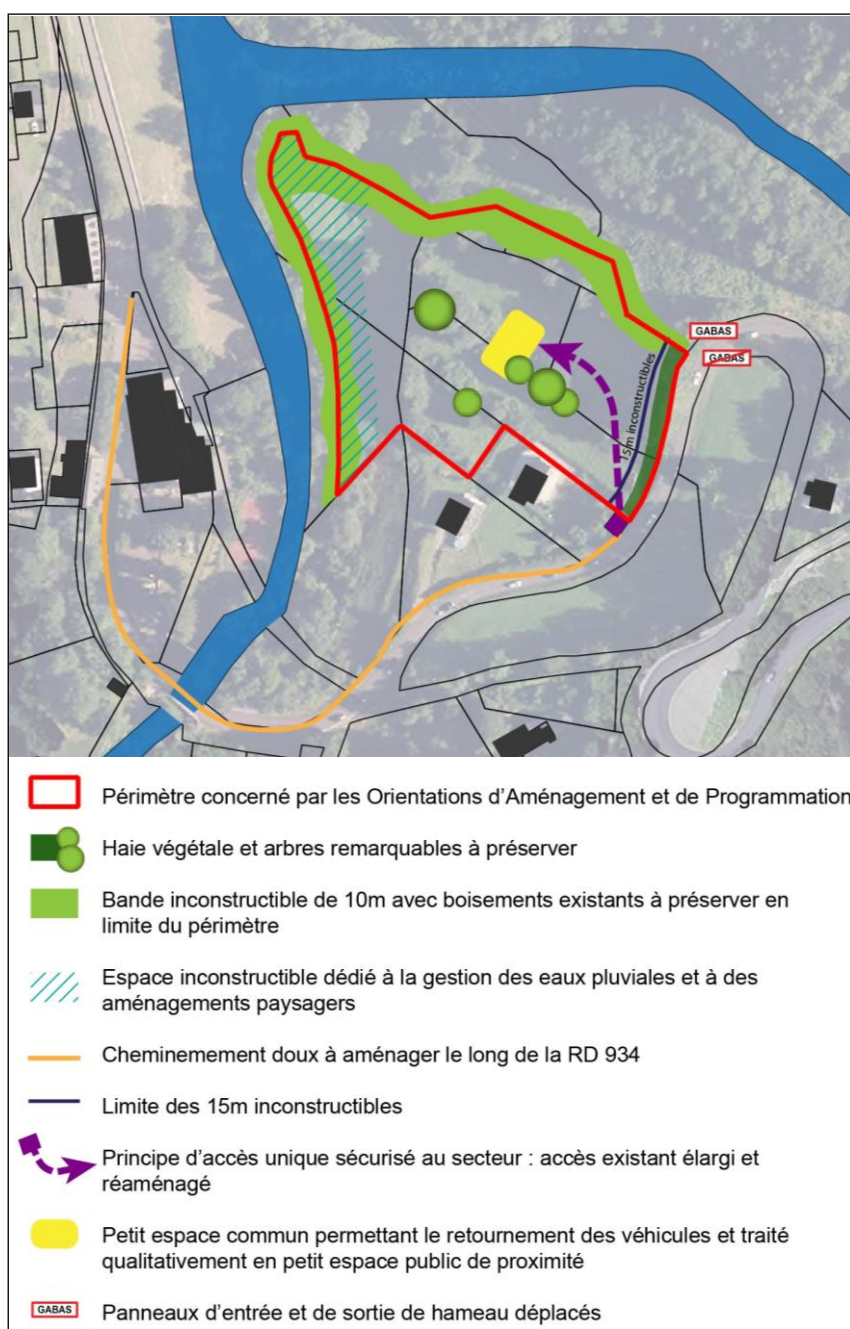 GABAS
GABAS
15m inconstructibles
Périmètre concerné par les Orientations d'Aménagement et de Programmation
Haie végétale et arbres remarquables à préserver
Bande inconstructible de 10m avec boisements existants à préserver en
limite du périmètre
Espace inconstructible dédié à la gestion des eaux pluviales et à des
aménagements paysagers
Cheminemement doux à aménager le long de la RD 934
Limite des 15m inconstructibles
Principe d'accès unique sécurisé au secteur : accès existant élargi et
réaménagé
Petit espace commun permettant le retournement des véhicules et traité
qualitativement en petit espace public de proximité
GABAS
Panneaux d'entrée et de sortie de hameau déplacés